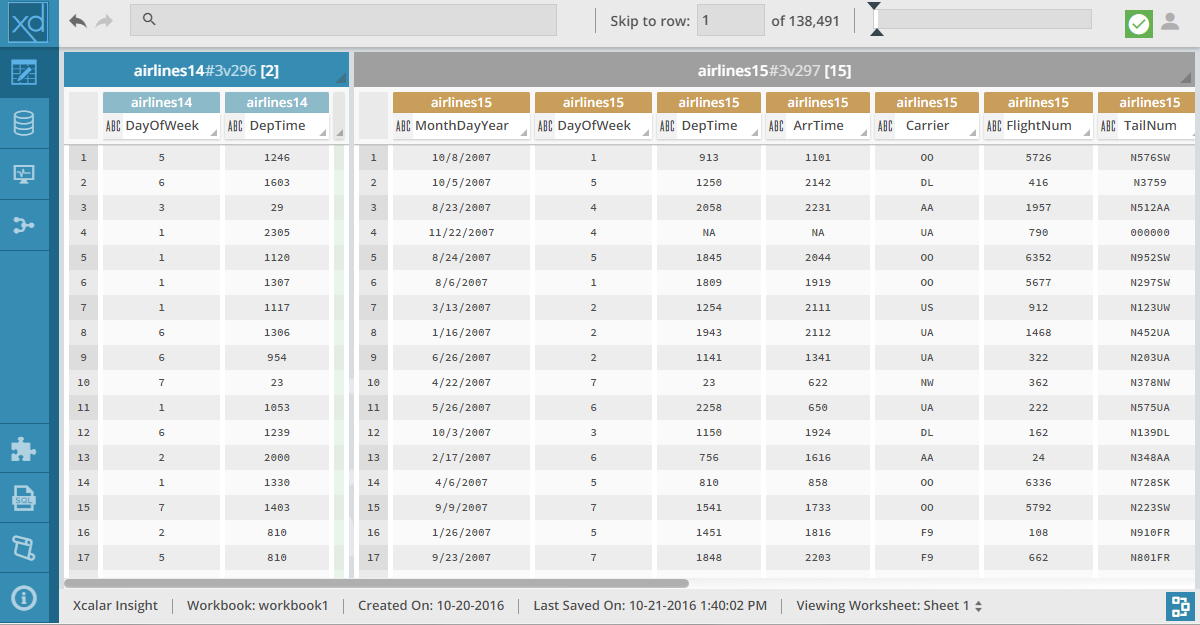 xd
Skip to row: 1 of 138,491
airlines14#3v296 [2] airlines15#3v297 [15]
airlines14 airlines14 airlines15 airlines15 airlines15 airlines15 airlines15 airlines15 airlines15
ABC DayOfWeek ABC DepTime ABC MonthDayYear ABC DayOfWeek ABC DepTime ABC ArrTime ABC Carrier ABC FlightNum ABC TailNum
1 5 1246 1 10/8/2007 1 913 1101 OO 5726 N576SW
2 6 1603 2 10/5/2007 5 1250 2142 DL 416 N3759
3 3 29 3 8/23/2007 4 2058 2231 AA 1957 N512AA
4 1 2305 4 11/22/2007 4 NA NA UA 790 000000
5 1 1120 5 8/24/2007 5 1845 2044 OO 6352 N952SW
6 1 1307 6 8/6/2007 1 1809 1919 OO 5677 N297SW
7 1 1117 7 3/13/2007 2 1254 2111 US 912 N123UW
8 6 1306 8 1/16/2007 2 1943 2112 UA 1468 N452UA
9 6 954 9 6/26/2007 2 1141 1341 UA 322 N203UA
10 7 23 10 4/22/2007 7 23 622 NW 362 N378NW
11 1 1053 11 5/26/2007 6 2258 650 UA 222 N575UA
12 6 1239 12 10/3/2007 3 1150 1924 DL 162 N139DL
13 2 2000 13 2/17/2007 6 756 1616 AA 24 N348AA
14 1 1330 14 4/6/2007 5 810 858 OO 6336 N728SK
15 7 1403 15 9/9/2007 7 1541 1733 OO 5792 N223SW
16 2 810 16 1/26/2007 5 1451 1816 F9 108 N910FR
17 5 810 17 9/23/2007 7 1848 2203 F9 662 N801FR
SQL
Xcalar Insight Workbook: workbook1 Created On: 10-20-2016 Last Saved On: 10-21-2016 1:40:02 PM Viewing Worksheet: Sheet 1